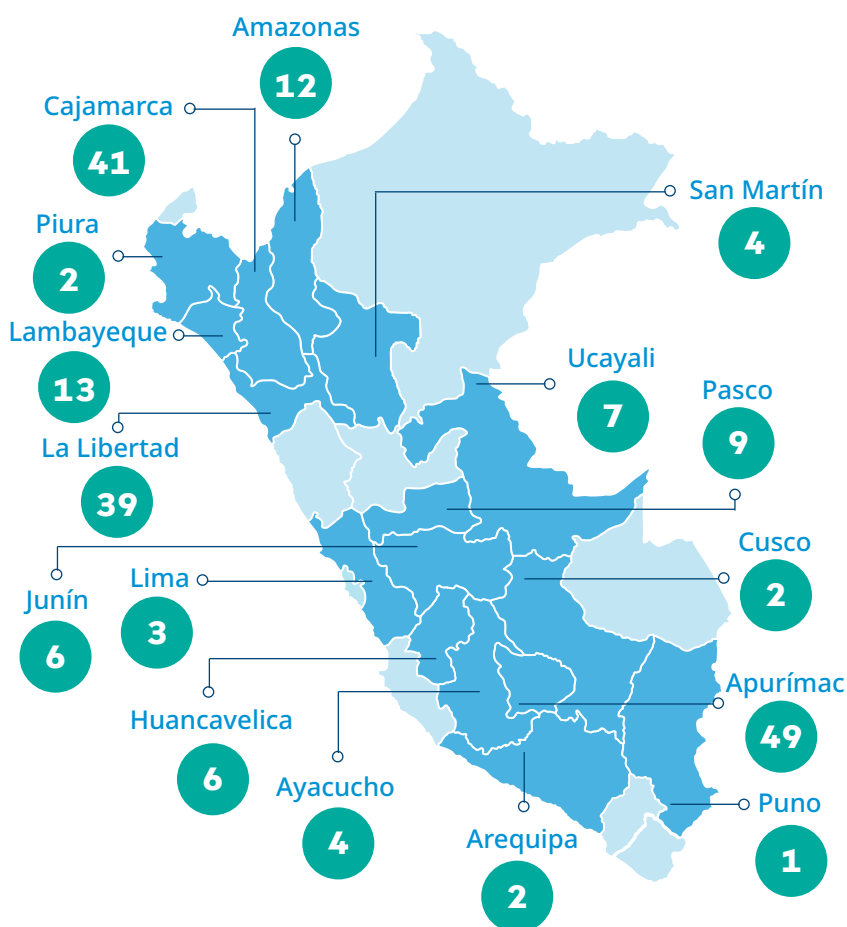 Amazonas
12
Cajamarca
41
San Martín
4
Piura
2
Lambayeque
13
Ucayali
7
Pasco
9
La Libertad
39
Cusco
2
Junín
6
Lima
3
Apurímac
49
Huancavelica
6
Ayacucho
4
Puno
1
Arequipa
2